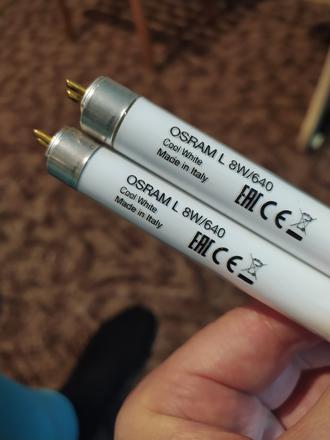 OSRAM L 8W/640
Cool White
Made in Italy
EAC CE
OSRAM L 8W/640
Cool White
Made in Italy
EAC CE